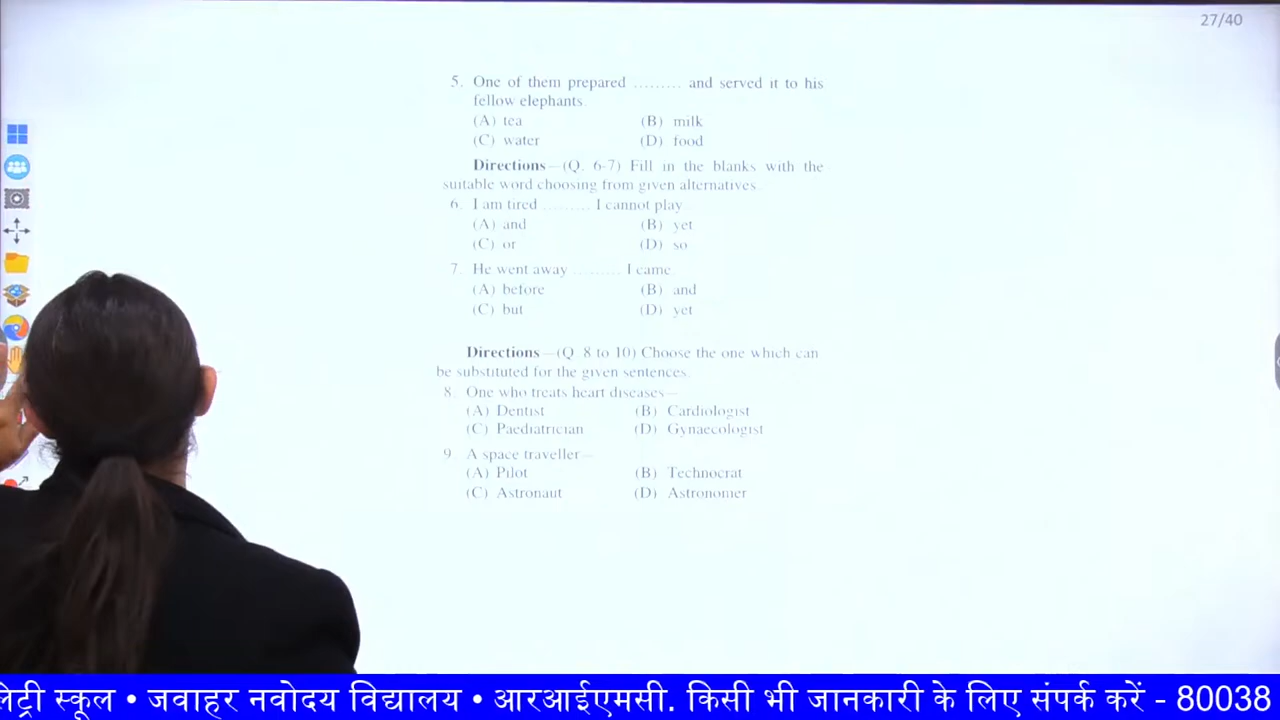 27/40
5. One of them prepared ......... and served it to his
fellow elephants.
(A) tea (B) milk
(C) water (D) food
Directions—(Q. 6-7) Fill in the blanks with the
suitable word choosing from given alternatives.
6. I am tired ......... I cannot play.
(A) and (B) yet
(C) or (D) so
7. He went away ......... I came.
(A) before (B) and
(C) but (D) yet
Directions—(Q. 8 to 10) Choose the one which can
be substituted for the given sentences.
8. One who treats heart diseases—
(A) Dentist (B) Cardiologist
(C) Paediatrician (D) Gynaecologist
9. A space traveller—
(A) Pilot (B) Technocrat
(C) Astronaut (D) Astronomer
स्कूल • जवाहर नवोदय विद्यालय • आरआईएमसी. किसी भी जानकारी के लिए संपर्क करें - 80038